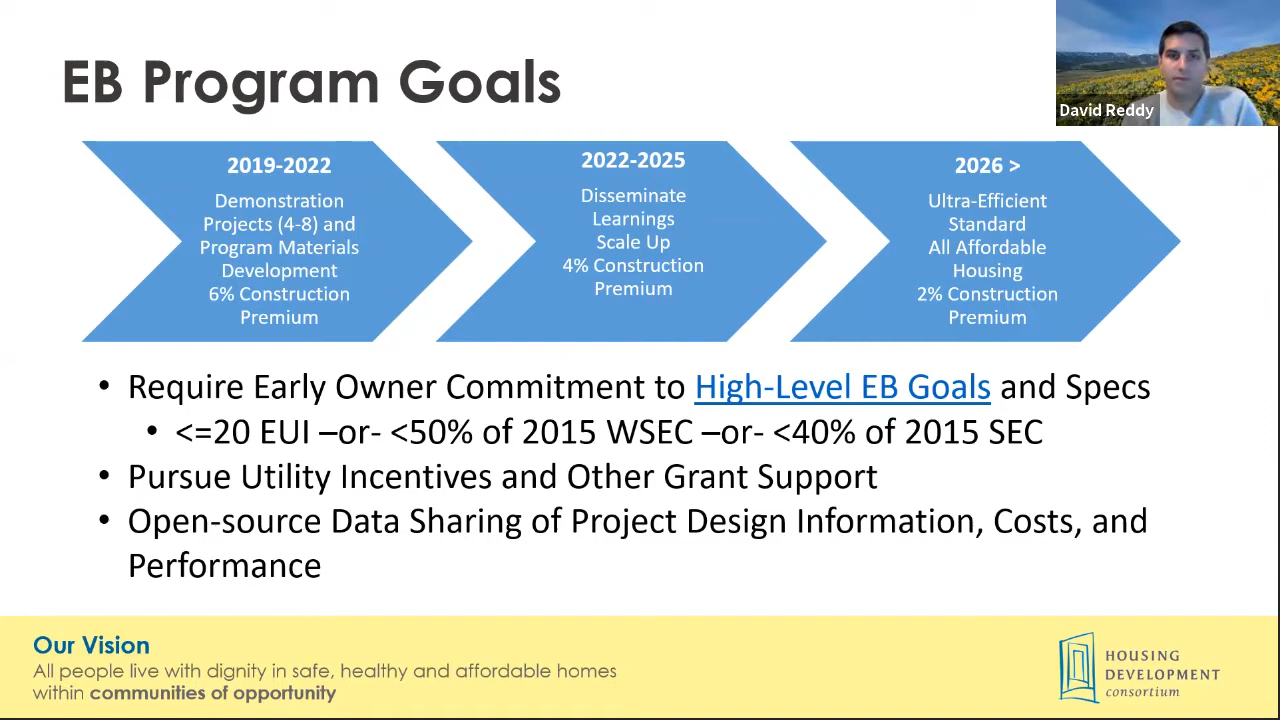 EB Program Goals
David Reddy
2019-2022
Demonstration
Projects (4-8) and
Program Materials
Development
6% Construction
Premium
2022-2025
Disseminate
Learnings
Scale Up
4% Construction
Premium
2026 >
Ultra-Efficient
Standard
All Affordable
Housing
2% Construction
Premium
• Require Early Owner Commitment to High-Level EB Goals and Specs
• <=20 EUI –or- <50% of 2015 WSEC –or- <40% of 2015 SEC
• Pursue Utility Incentives and Other Grant Support
• Open-source Data Sharing of Project Design Information, Costs, and
Performance
Our Vision
All people live with dignity in safe, healthy and affordable homes
within communities of opportunity
HOUSING
DEVELOPMENT
consortium